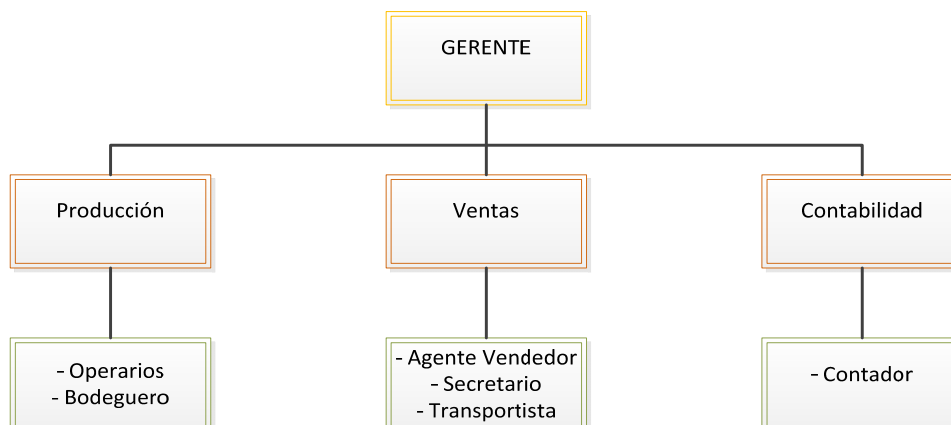 GERENTE
Producción
Ventas
Contabilidad
- Operarios
- Bodeguero
- Agente Vendedor
- Secretario
- Transportista
- Contador